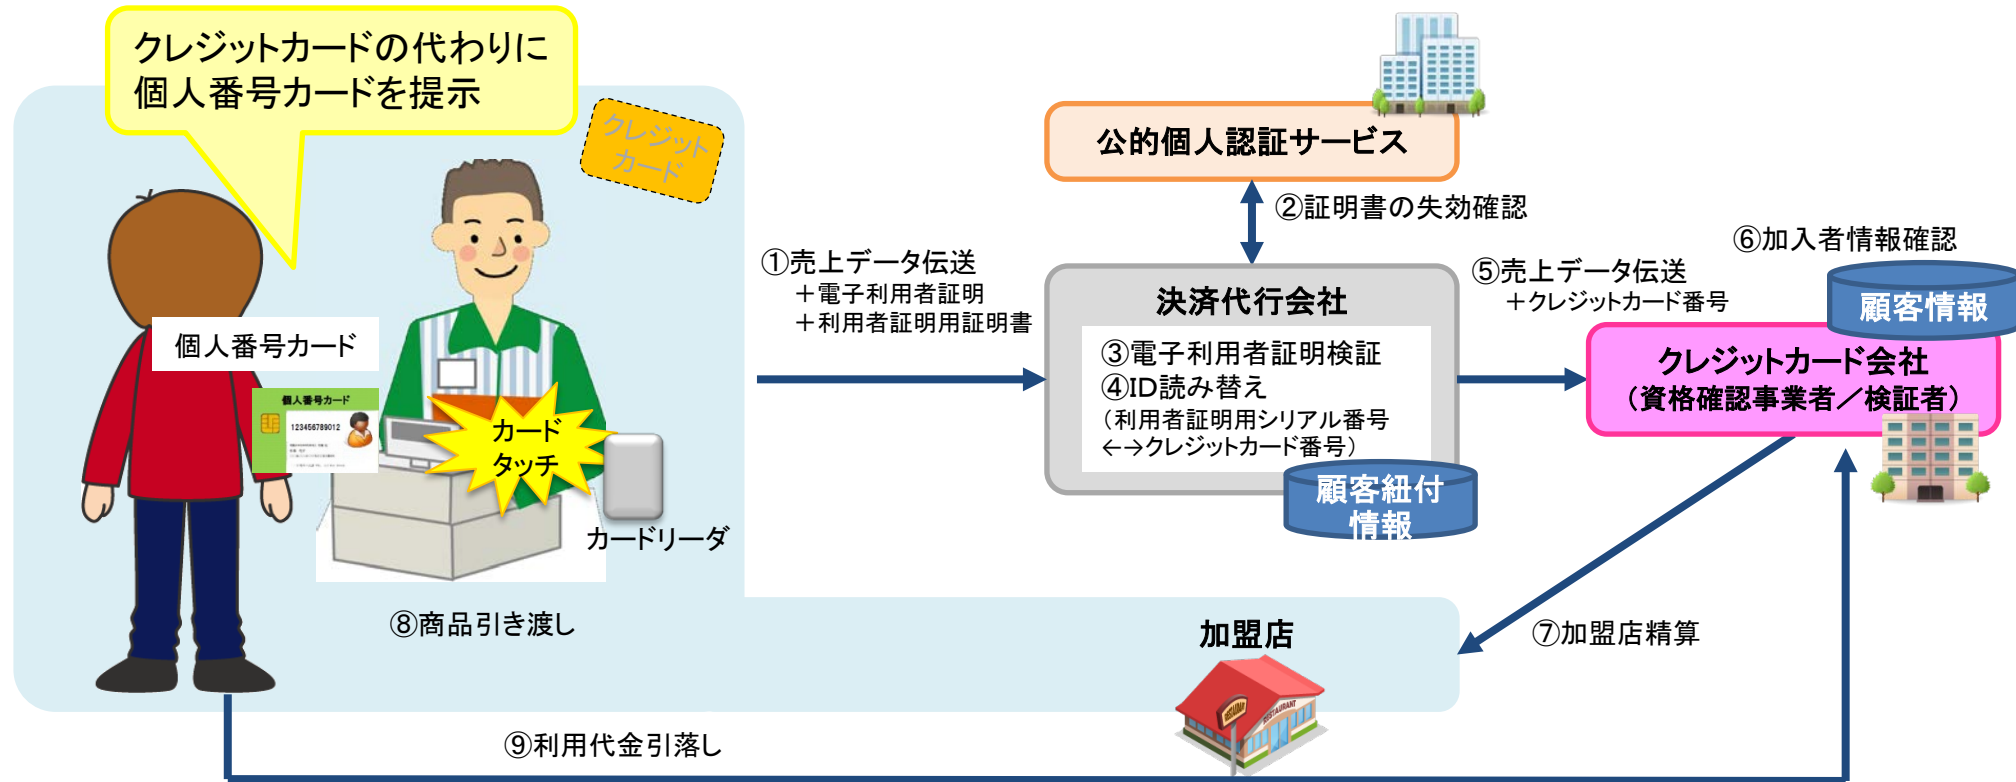 クレジットカードの代わりに
個人番号カードを提示
クレジット
カード
個人番号カード
個人番号カード
123456789012
カード
タッチ
カードリーダ
⑧商品引き渡し
①売上データ伝送
＋電子利用者証明
＋利用者証明用証明書
公的個人認証サービス
②証明書の失効確認
決済代行会社
③電子利用者証明検証
④ID読み替え
（利用者証明用シリアル番号
←→クレジットカード番号）
顧客紐付
情報
⑤売上データ伝送
＋クレジットカード番号
⑥加入者情報確認
顧客情報
クレジットカード会社
（資格確認事業者／検証者）
⑦加盟店精算
加盟店
RESTAURANT
RESTAURANT
⑨利用代金引落し